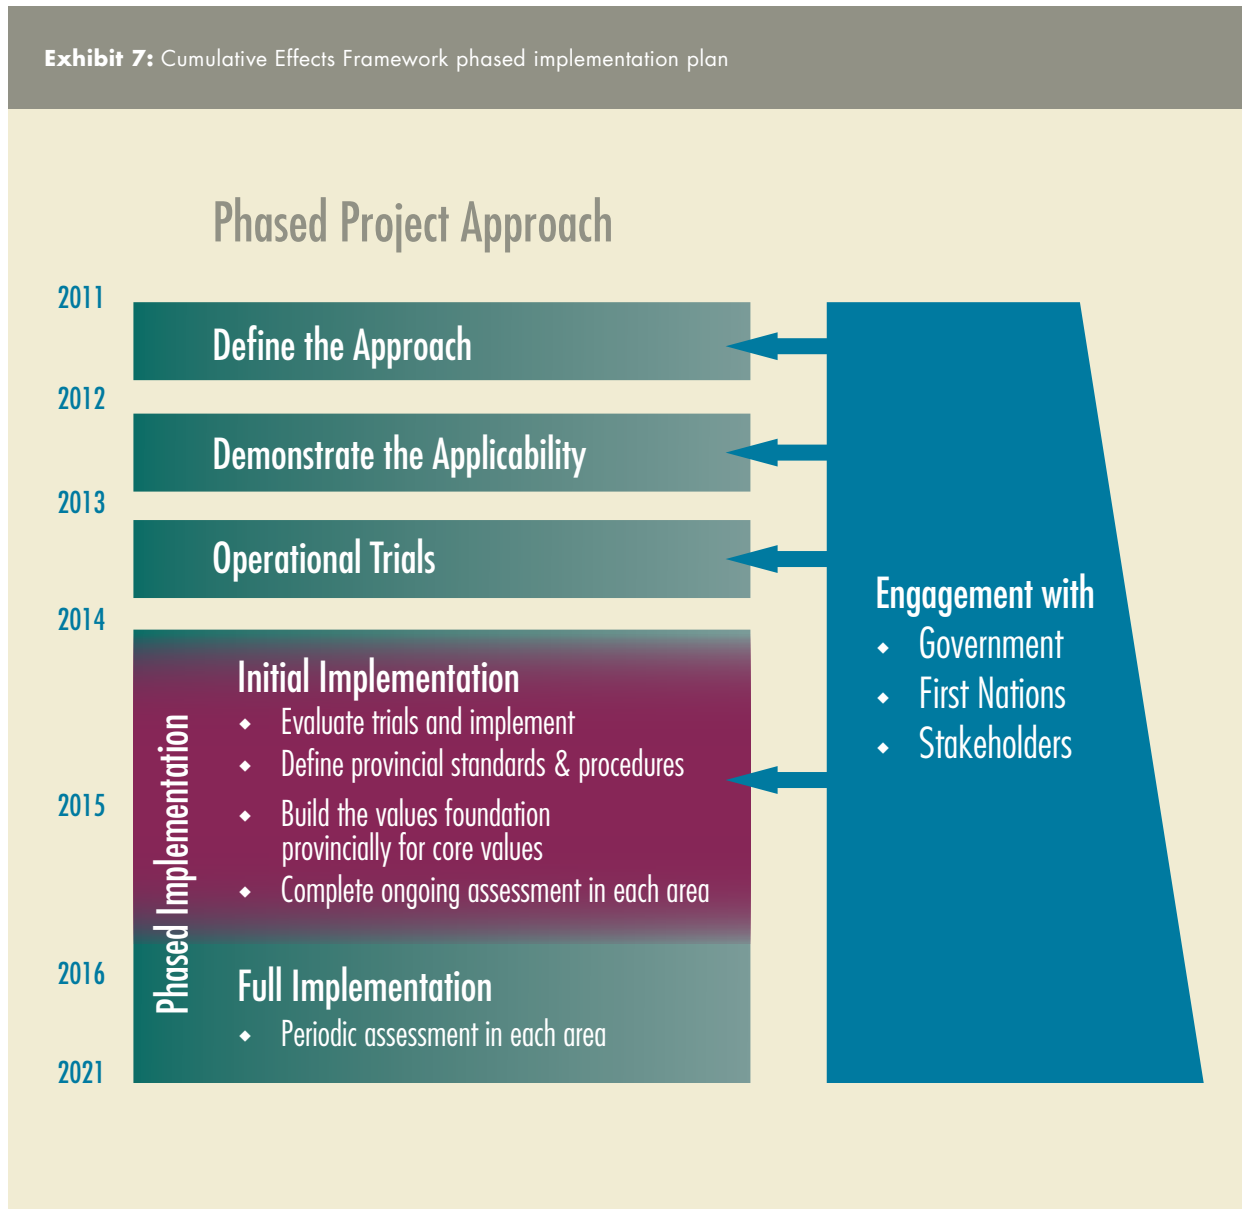 Exhibit 7: Cumulative Effects Framework phased implementation plan
Phased Project Approach
2011
Define the Approach
2012
Demonstrate the Applicability
2013
Operational Trials
2014
Phased Implementation
Initial Implementation
◆ Evaluate trials and implement
◆ Define provincial standards & procedures
2015
◆ Build the values foundation
provincially for core values
◆ Complete ongoing assessment in each area
2016
Full Implementation
◆ Periodic assessment in each area
2021
Engagement with
◆ Government
◆ First Nations
◆ Stakeholders